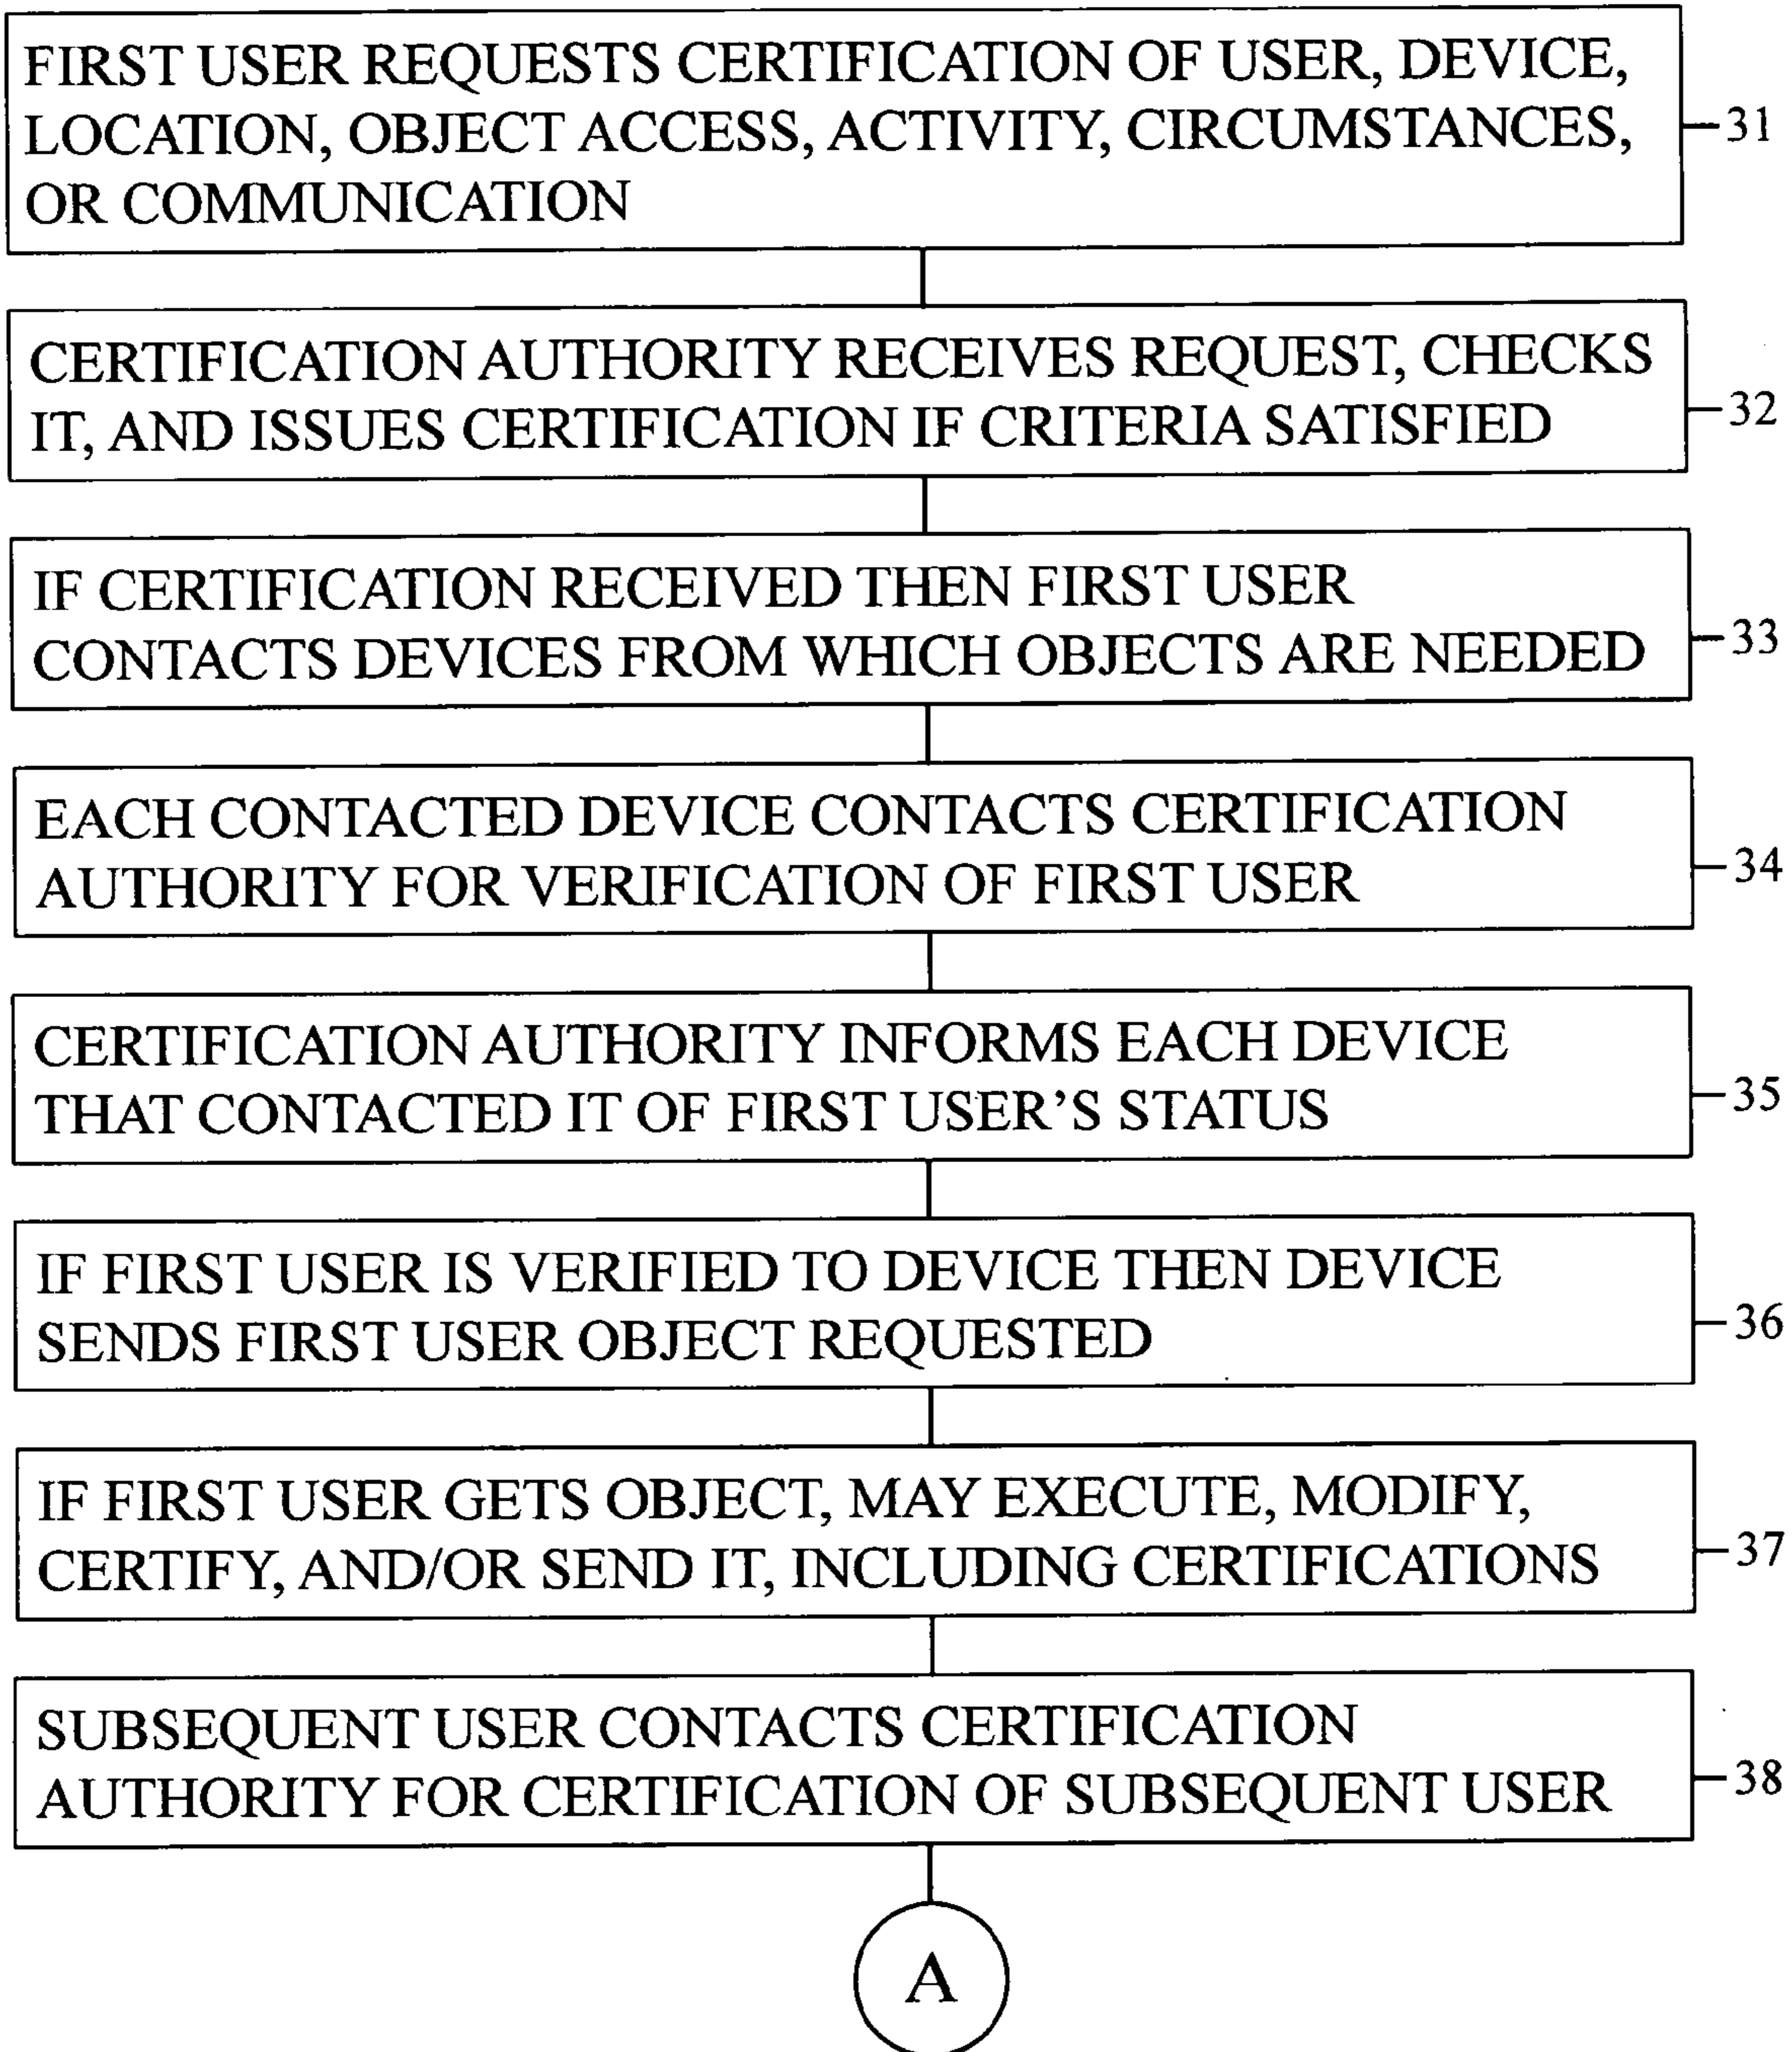 FIRST USER REQUESTS CERTIFICATION OF USER, DEVICE,
LOCATION, OBJECT ACCESS, ACTIVITY, CIRCUMSTANCES,
OR COMMUNICATION
31
CERTIFICATION AUTHORITY RECEIVES REQUEST, CHECKS
IT, AND ISSUES CERTIFICATION IF CRITERIA SATISFIED
32
IF CERTIFICATION RECEIVED THEN FIRST USER
CONTACTS DEVICES FROM WHICH OBJECTS ARE NEEDED
33
EACH CONTACTED DEVICE CONTACTS CERTIFICATION
AUTHORITY FOR VERIFICATION OF FIRST USER
34
CERTIFICATION AUTHORITY INFORMS EACH DEVICE
THAT CONTACTED IT OF FIRST USER'S STATUS
35
IF FIRST USER IS VERIFIED TO DEVICE THEN DEVICE
SENDS FIRST USER OBJECT REQUESTED
36
IF FIRST USER GETS OBJECT, MAY EXECUTE, MODIFY,
CERTIFY, AND/OR SEND IT, INCLUDING CERTIFICATIONS
37
SUBSEQUENT USER CONTACTS CERTIFICATION
AUTHORITY FOR CERTIFICATION OF SUBSEQUENT USER
38
A